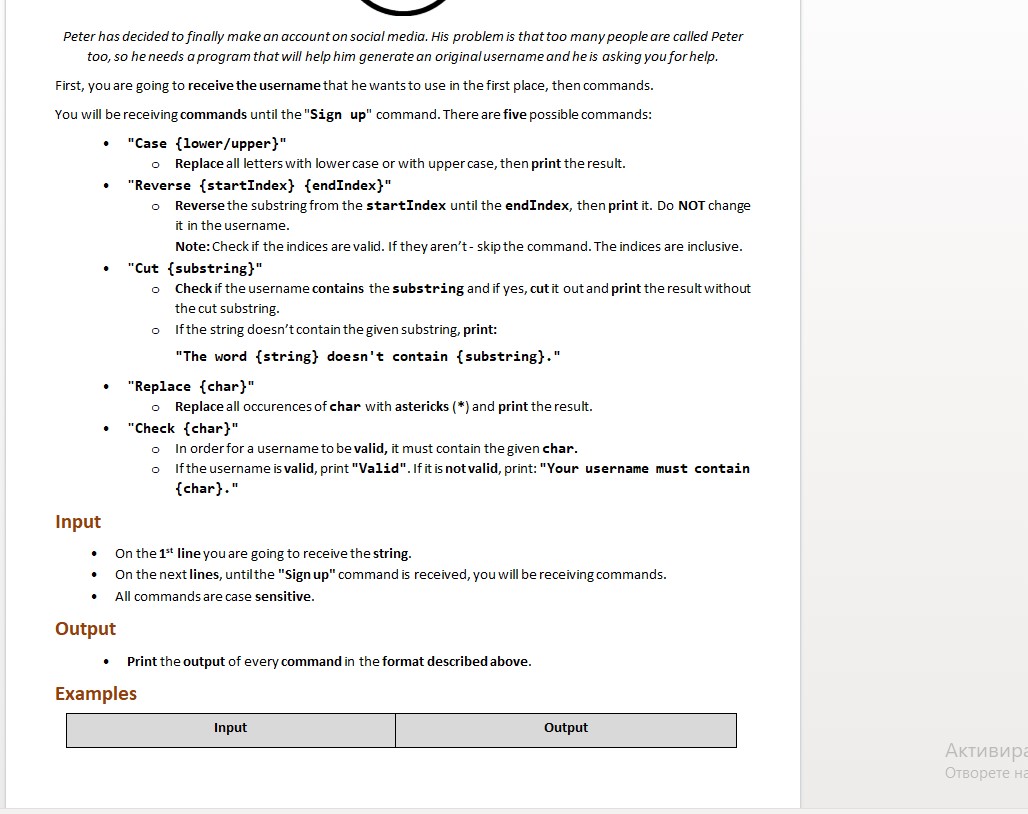 Peter has decided to finally make an account on social media. His problem is that too many people are called Peter
too, so he needs a program that will help him generate an original username and he is asking you for help.
First, you are going to receive the username that he wants to use in the first place, then commands.
You will be receiving commands until the "Sign up" command. There are five possible commands:
• "Case {lower/upper}"
o Replace all letters with lower case or with upper case, then print the result.
• "Reverse {startIndex} {endIndex}"
o Reverse the substring from the startIndex until the endIndex, then print it. Do NOT change
it in the username.
Note: Check if the indices are valid. If they aren't - skip the command. The indices are inclusive.
• "Cut {substring}"
o Check if the username contains the substring and if yes, cut it out and print the result without
the cut substring.
o If the string doesn't contain the given substring, print:
"The word {string} doesn't contain {substring}."
• "Replace {char}"
o Replace all occurences of char with astericks (*) and print the result.
• "Check {char}"
o In order for a username to be valid, it must contain the given char.
o If the username is valid, print "Valid". If it is not valid, print: "Your username must contain
{char}."
Input
• On the 1st line you are going to receive the string.
• On the next lines, until the "Sign up" command is received, you will be receiving commands.
• All commands are case sensitive.
Output
• Print the output of every command in the format described above.
Examples
Input Output
Активира
Отворете на